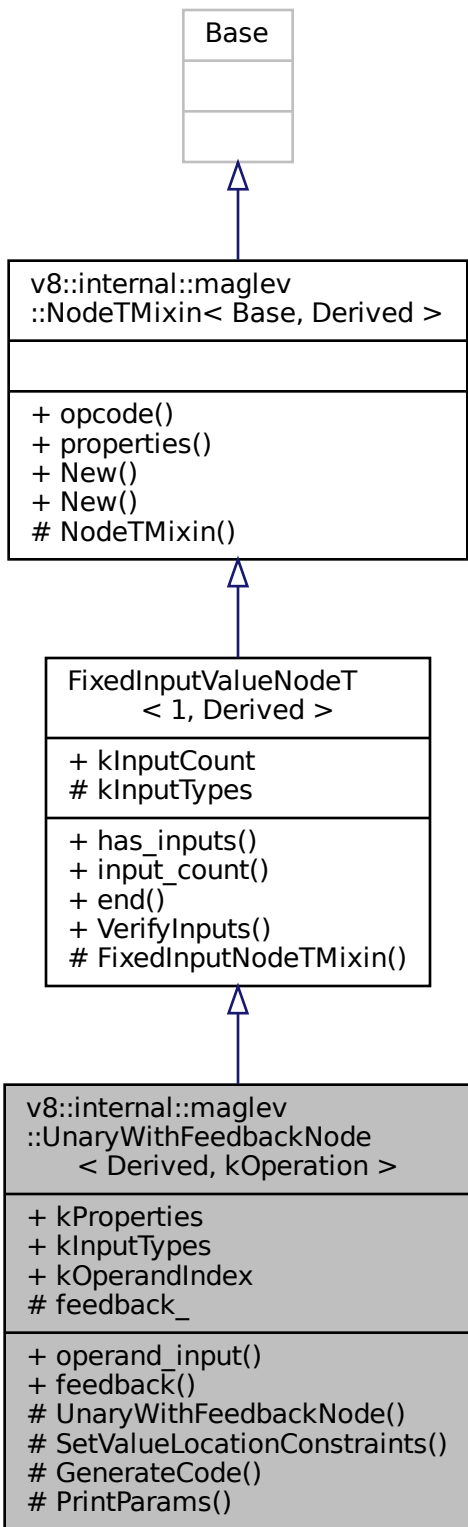 Base
v8::internal::maglev
::NodeTMixin< Base, Derived >
+ opcode()
+ properties()
+ New()
+ New()
# NodeTMixin()
FixedInputValueNodeT
< 1, Derived >
+ kInputCount
# kInputTypes
+ has_inputs()
+ input_count()
+ end()
+ VerifyInputs()
# FixedInputNodeTMixin()
v8::internal::maglev
::UnaryWithFeedbackNode
< Derived, kOperation >
+ kProperties
+ kInputTypes
+ kOperandIndex
# feedback_
+ operand_input()
+ feedback()
# UnaryWithFeedbackNode()
# SetValueLocationConstraints()
# GenerateCode()
# PrintParams()